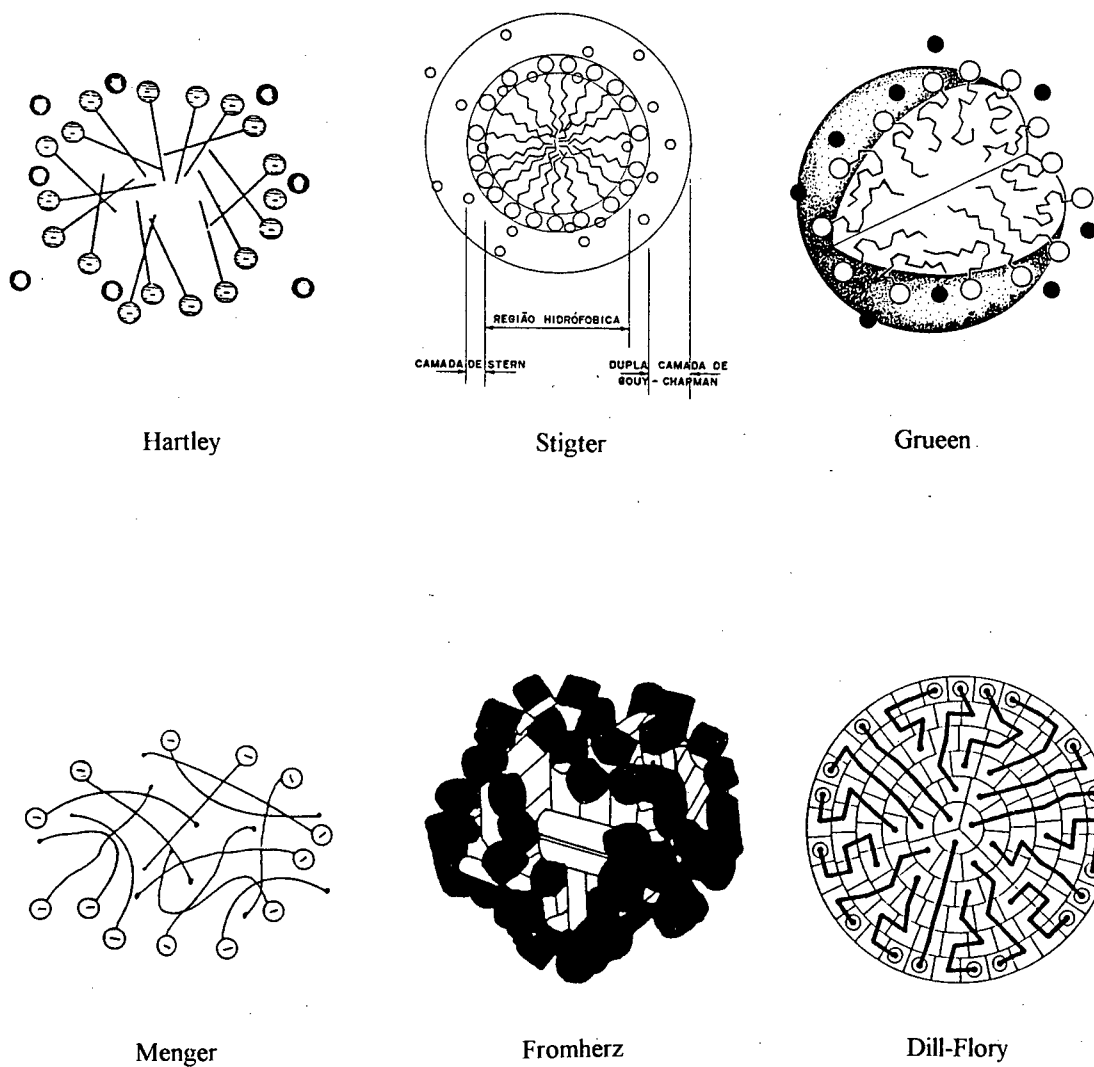 REGIÃO HIDRÓFOBICA
CAMADA DE STERN
DUPLA CAMADA DE
GOUY - CHAPMAN
Hartley
Stigter
Grueen
Menger
Fromherz
Dill-Flory